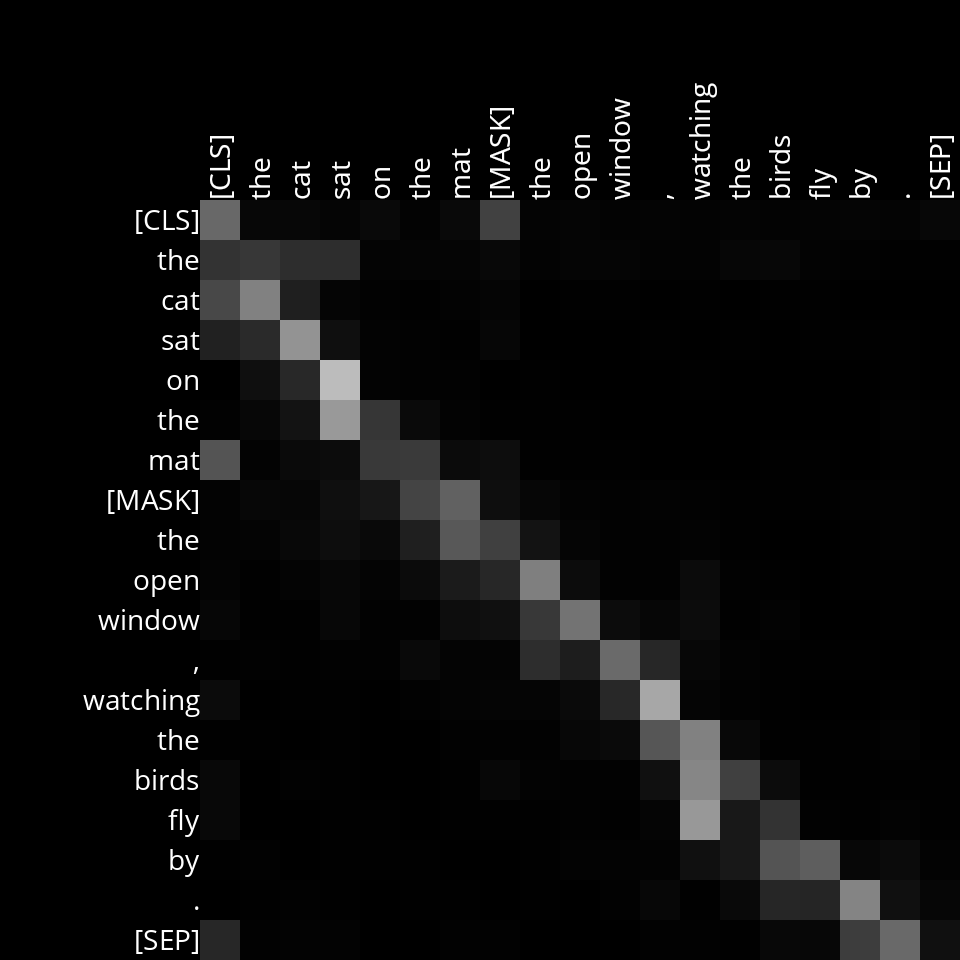 [CLS] the cat sat on the mat [MASK] the open window , watching the birds fly by . [SEP]
[CLS]
the
cat
sat
on
the
mat
[MASK]
the
open
window
,
watching
the
birds
fly
by
.
[SEP]